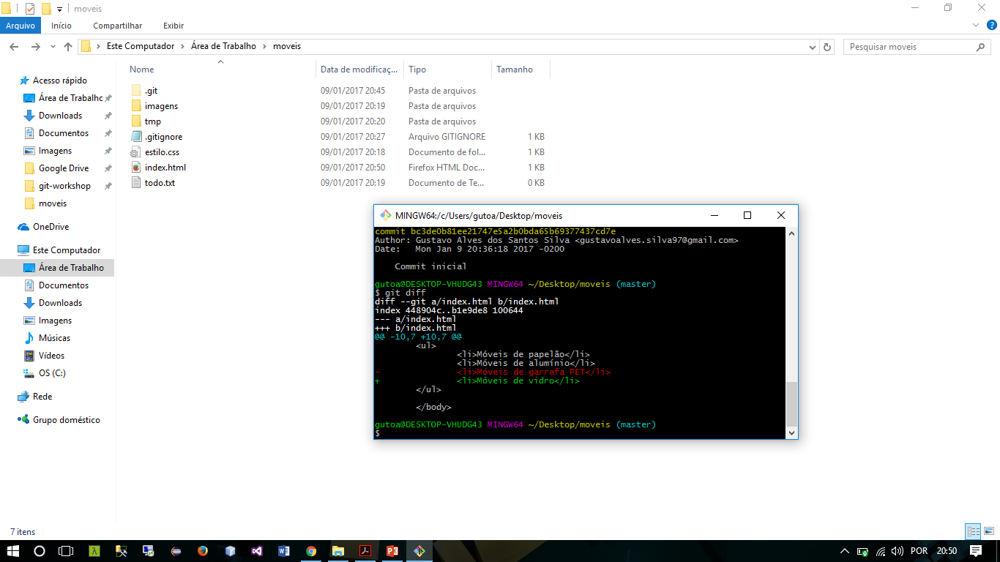 moveis
Arquivo Início Compartilhar Exibir
Este Computador Área de Trabalho moveis
Pesquisar moveis
Nome Data de modificaç... Tipo Tamanho
.git 09/01/2017 20:45 Pasta de arquivos
imagens 09/01/2017 20:19 Pasta de arquivos
tmp 09/01/2017 20:20 Pasta de arquivos
.gitignore 09/01/2017 20:27 Arquivo GITIGNORE 1 KB
estilo.css 09/01/2017 20:18 Documento de fol... 1 KB
index.html 09/01/2017 20:50 Firefox HTML Doc... 1 KB
todo.txt 09/01/2017 20:19 Documento de Te... 0 KB
Acesso rápido
Área de Trabalho
Downloads
Documentos
Imagens
Google Drive
git-workshop
moveis
OneDrive
Este Computador
Área de Trabalho
Documentos
Downloads
Imagens
Músicas
Vídeos
OS (C:)
Rede
Grupo doméstico
MINGW64:/c/Users/gutoa/Desktop/moveis
commit bc3de0b81ee21747e5a2b0bda65b69377437cd7e
Author: Gustavo Alves dos Santos Silva <gustavoalves.silva97@gmail.com>
Date:   Mon Jan 9 20:36:18 2017 -0200
Commit inicial
gutoa@DESKTOP-VHUDG43 MINGW64 ~/Desktop/moveis (master)
$ git diff
diff --git a/index.html b/index.html
index 448904c..b1e9de8 100644
--- a/index.html
+++ b/index.html
@@ -10,7 +10,7 @@
<ul>
<li>Móveis de papelão</li>
<li>Móveis de alumínio</li>
- <li>Móveis de garrafa PET</li>
+ <li>Móveis de vidro</li>
</ul>
</body>
gutoa@DESKTOP-VHUDG43 MINGW64 ~/Desktop/moveis (master)
$
7 itens
POR 20:50